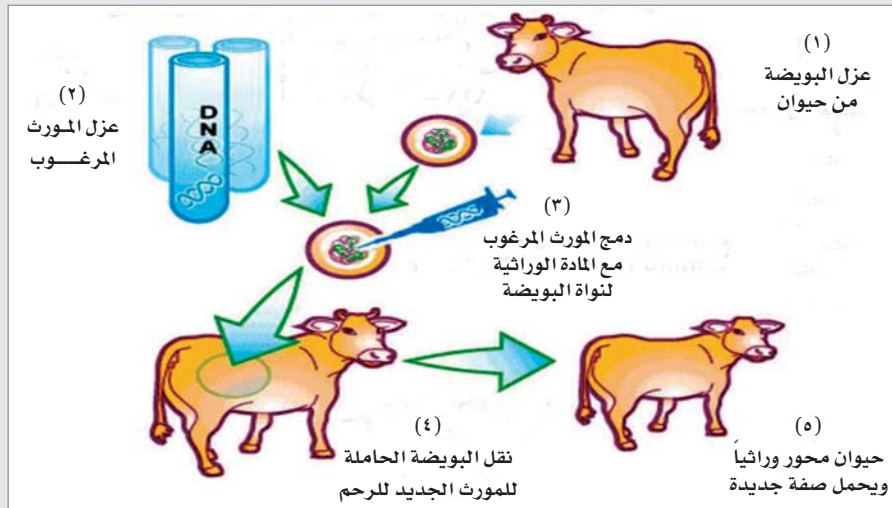 (١)
عزل البويضة
من حيوان
(٢)
عزل المورث
المرغــــوب
DNA
(٣)
دمج المورث المرغوب
مع المادة الوراثية
لنواة البويضة
(٤)
نقل البويضة الحاملة
للمورث الجديد للرحم
(٥)
حيوان محور وراثياً
ويحمل صفة جديدة